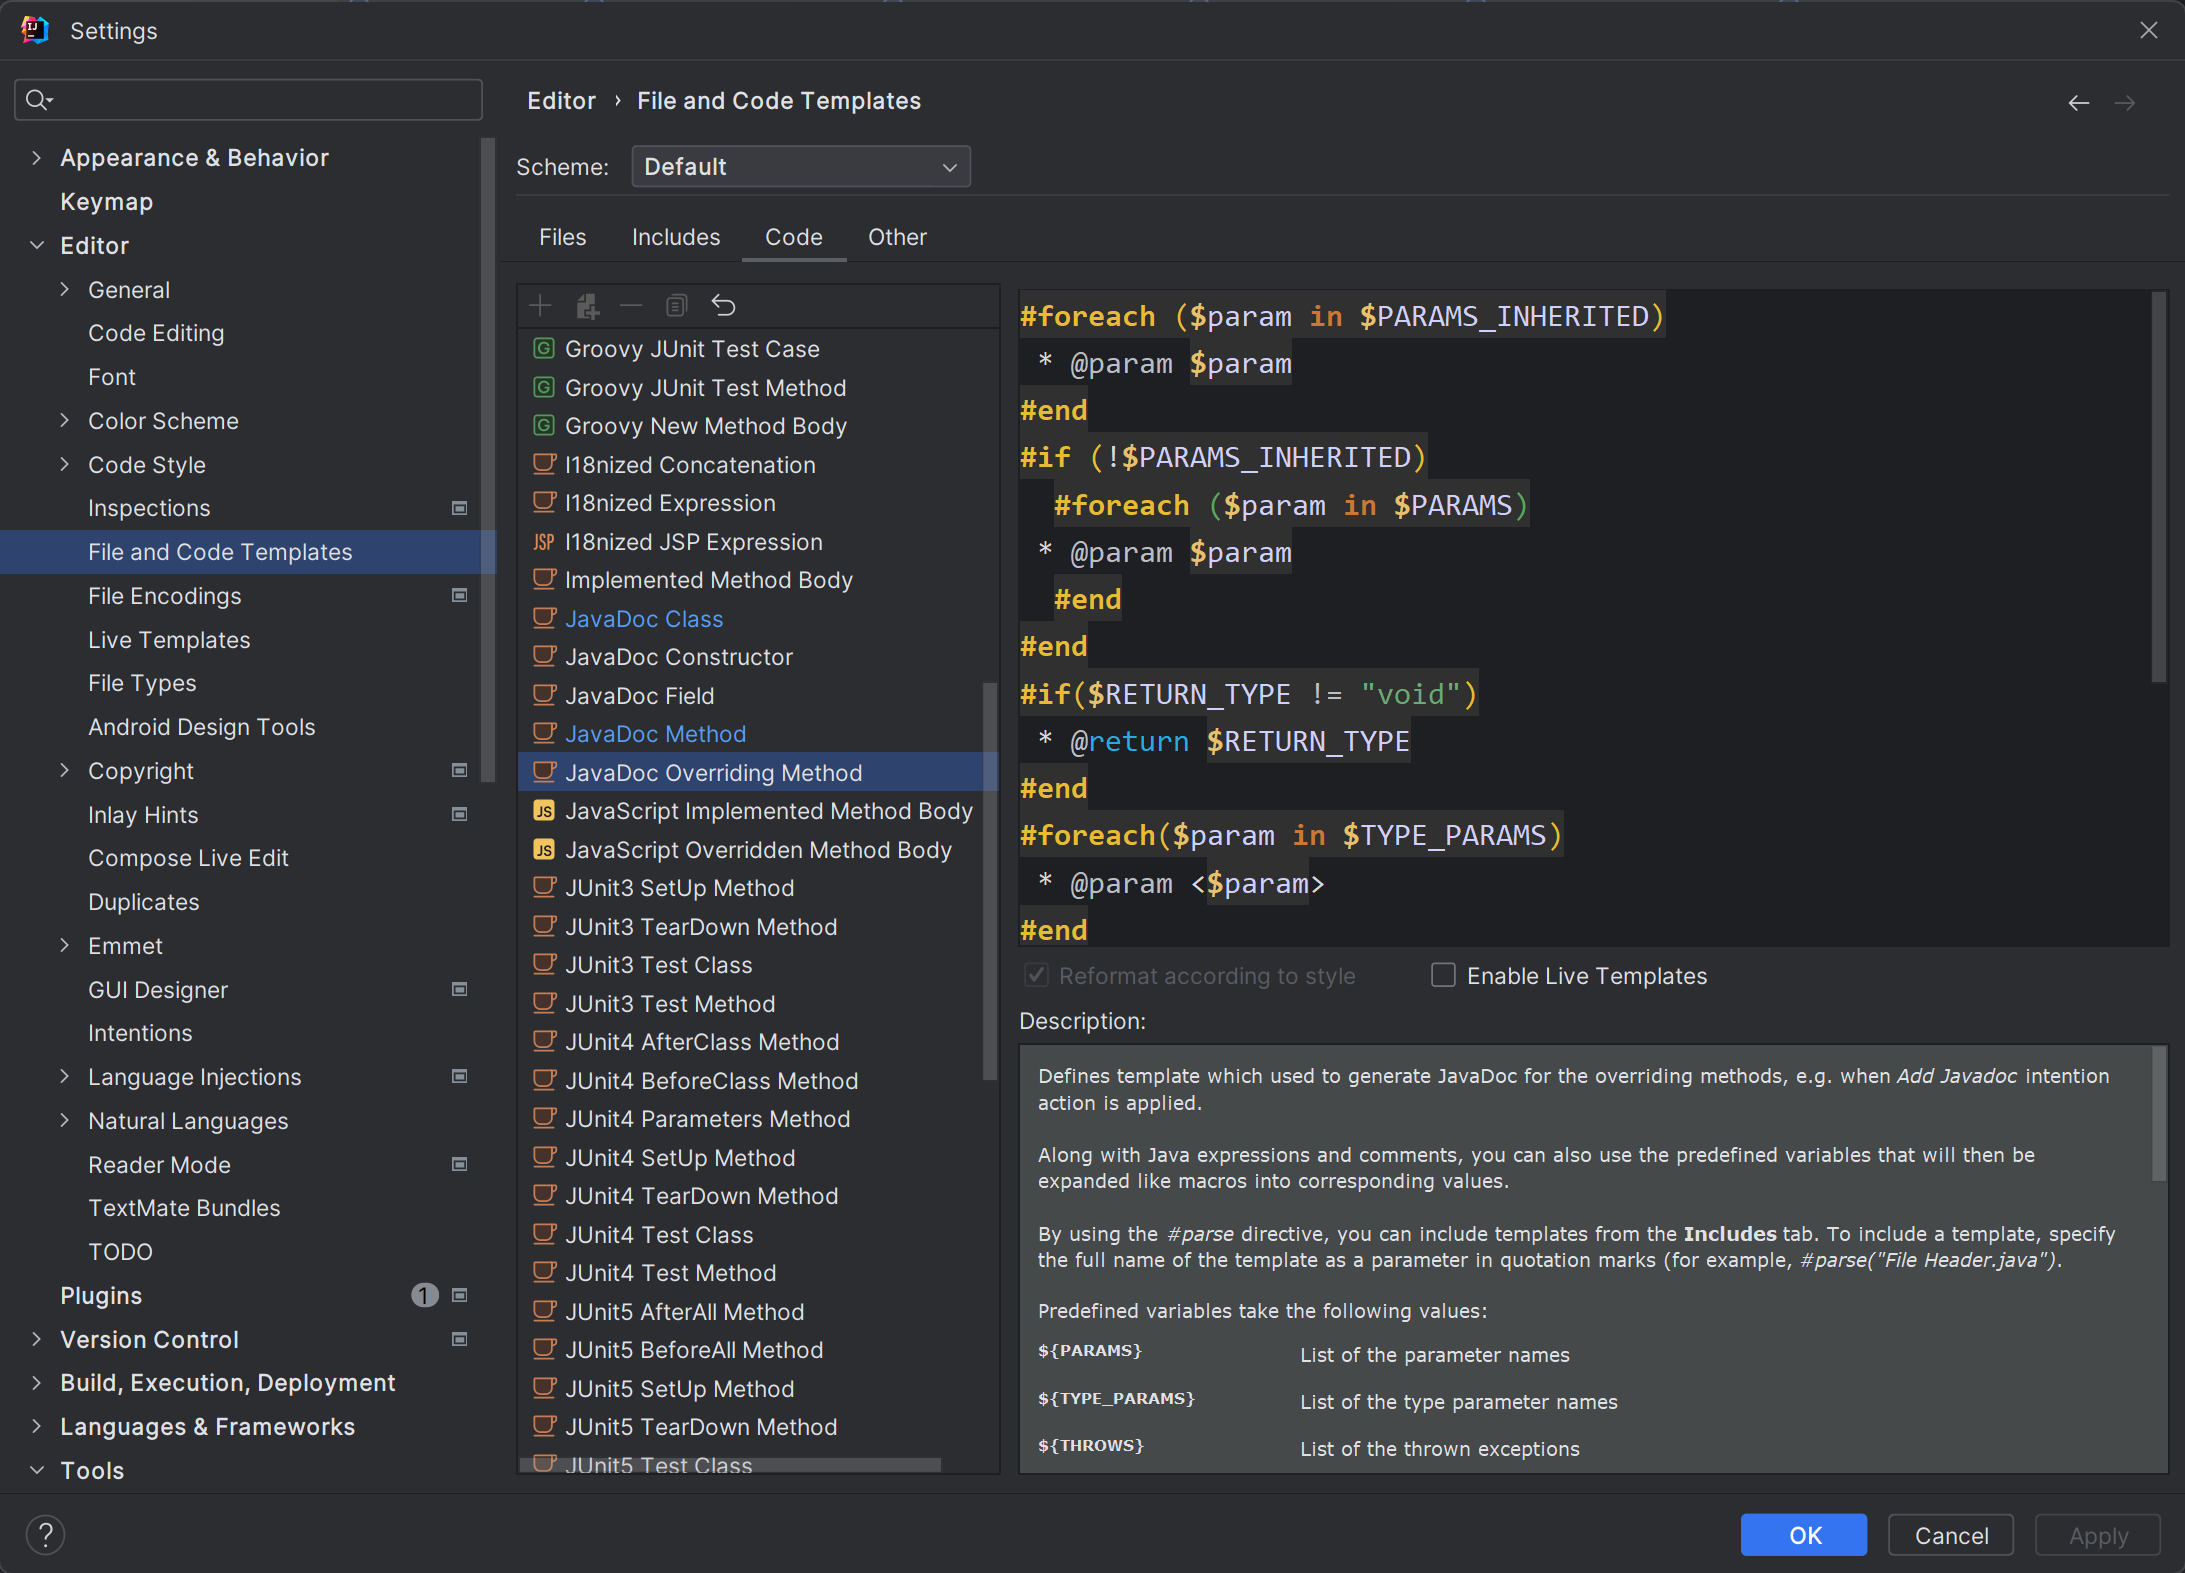 Settings
Appearance & Behavior
Keymap
Editor
General
Code Editing
Font
Color Scheme
Code Style
Inspections
File and Code Templates
File Encodings
Live Templates
File Types
Android Design Tools
Copyright
Inlay Hints
Compose Live Edit
Duplicates
Emmet
GUI Designer
Intentions
Language Injections
Natural Languages
Reader Mode
TextMate Bundles
TODO
Plugins 1
Version Control
Build, Execution, Deployment
Languages & Frameworks
Tools
Editor › File and Code Templates
Scheme: Default
Files Includes Code Other
Groovy JUnit Test Case
Groovy JUnit Test Method
Groovy New Method Body
I18nized Concatenation
I18nized Expression
JSP I18nized JSP Expression
Implemented Method Body
JavaDoc Class
JavaDoc Constructor
JavaDoc Field
JavaDoc Method
JavaDoc Overriding Method
JS JavaScript Implemented Method Body
JS JavaScript Overridden Method Body
JUnit3 SetUp Method
JUnit3 TearDown Method
JUnit3 Test Class
JUnit3 Test Method
JUnit4 AfterClass Method
JUnit4 BeforeClass Method
JUnit4 Parameters Method
JUnit4 SetUp Method
JUnit4 TearDown Method
JUnit4 Test Class
JUnit4 Test Method
JUnit5 AfterAll Method
JUnit5 BeforeAll Method
JUnit5 SetUp Method
JUnit5 TearDown Method
JUnit5 Test Class
#foreach ($param in $PARAMS_INHERITED)
 * @param $param
#end
#if (!$PARAMS_INHERITED)
  #foreach ($param in $PARAMS)
 * @param $param
  #end
#end
#if($RETURN_TYPE != "void")
 * @return $RETURN_TYPE
#end
#foreach($param in $TYPE_PARAMS)
 * @param <$param>
#end
Reformat according to style Enable Live Templates
Description:
Defines template which used to generate JavaDoc for the overriding methods, e.g. when Add Javadoc intention
action is applied.
Along with Java expressions and comments, you can also use the predefined variables that will then be
expanded like macros into corresponding values.
By using the #parse directive, you can include templates from the Includes tab. To include a template, specify
the full name of the template as a parameter in quotation marks (for example, #parse("File Header.java").
Predefined variables take the following values:
${PARAMS} List of the parameter names
${TYPE_PARAMS} List of the type parameter names
${THROWS} List of the thrown exceptions
? OK Cancel Apply